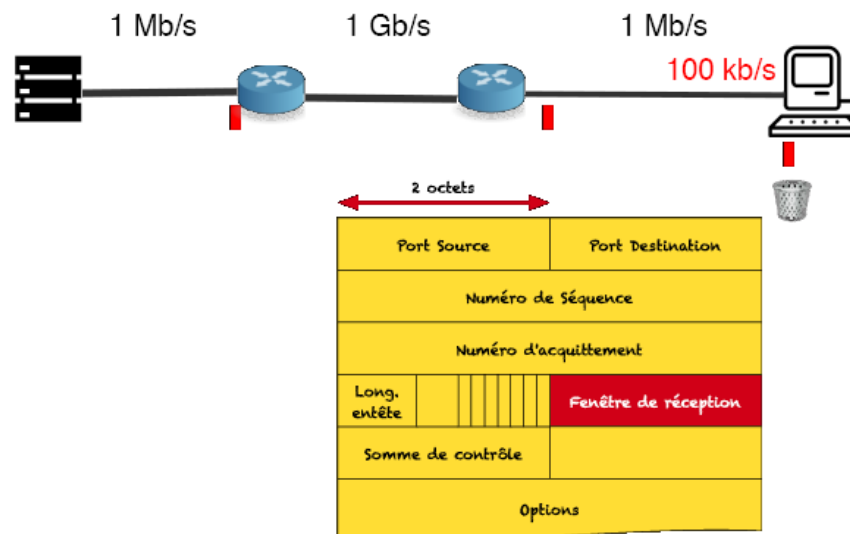 1 Mb/s
1 Gb/s
1 Mb/s
100 kb/s
2 octets
Port Source
Port Destination
Numéro de Séquence
Numéro d'acquittement
Long.
entête
Fenêtre de réception
Somme de contrôle
Options